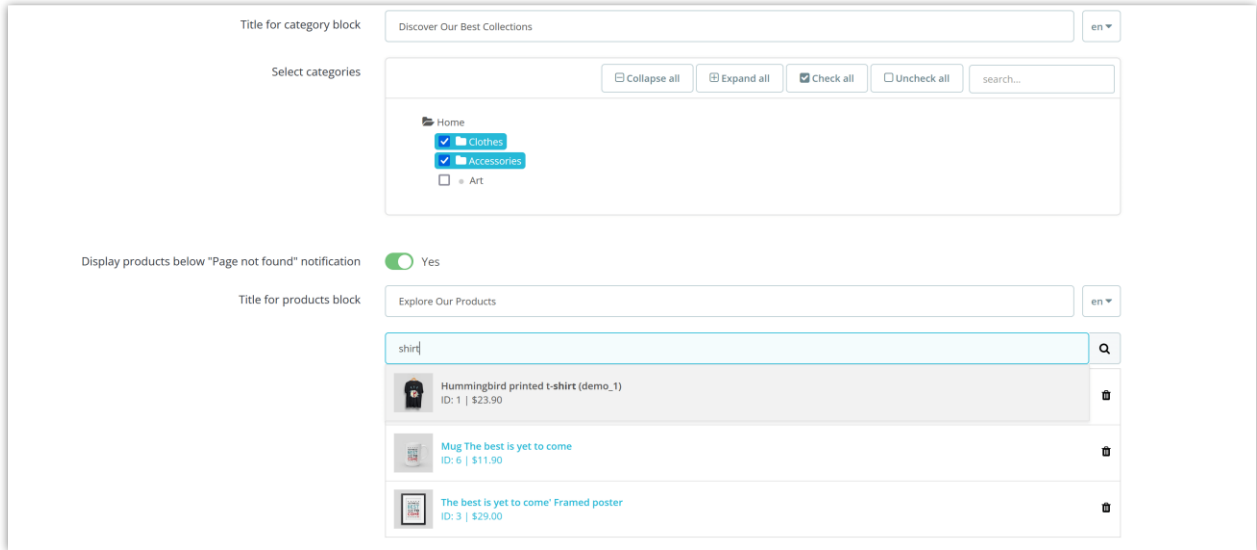 Title for category block
Discover Our Best Collections
en
Select categories
Collapse all
Expand all
Check all
Uncheck all
search...
Home
Clothes
Accessories
Art
Display products below "Page not found" notification
Yes
Title for products block
Explore Our Products
en
shirt
Hummingbird printed t-shirt (demo_1)
ID: 1 | $23.90
Mug The best is yet to come
ID: 6 | $11.90
The best is yet to come' Framed poster
ID: 3 | $29.00